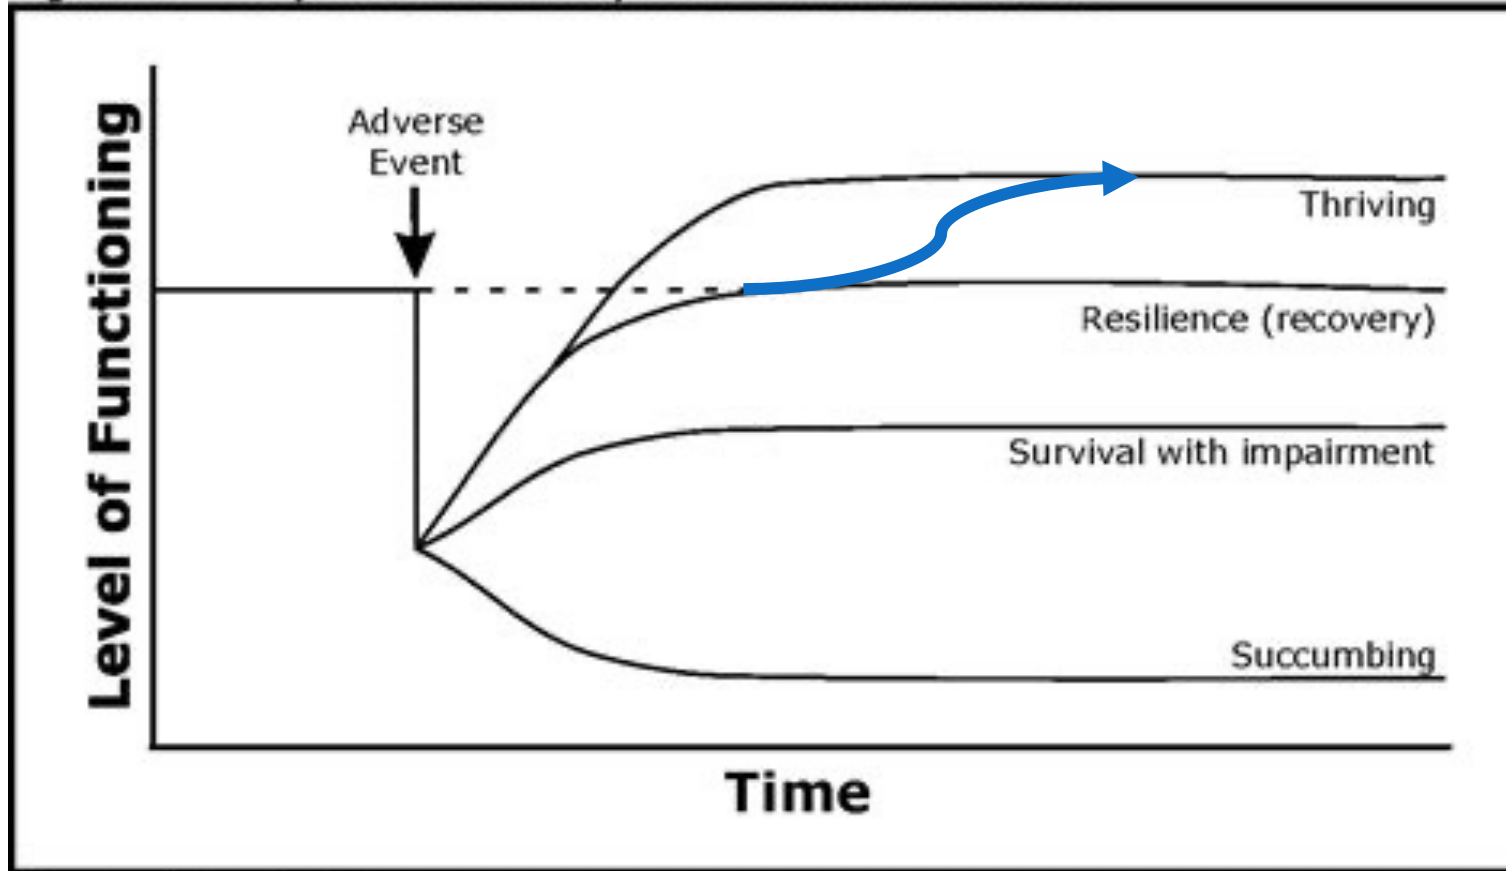 Adverse
Event
Level of Functioning
Thriving
Resilience (recovery)
Survival with impairment
Succumbing
Time